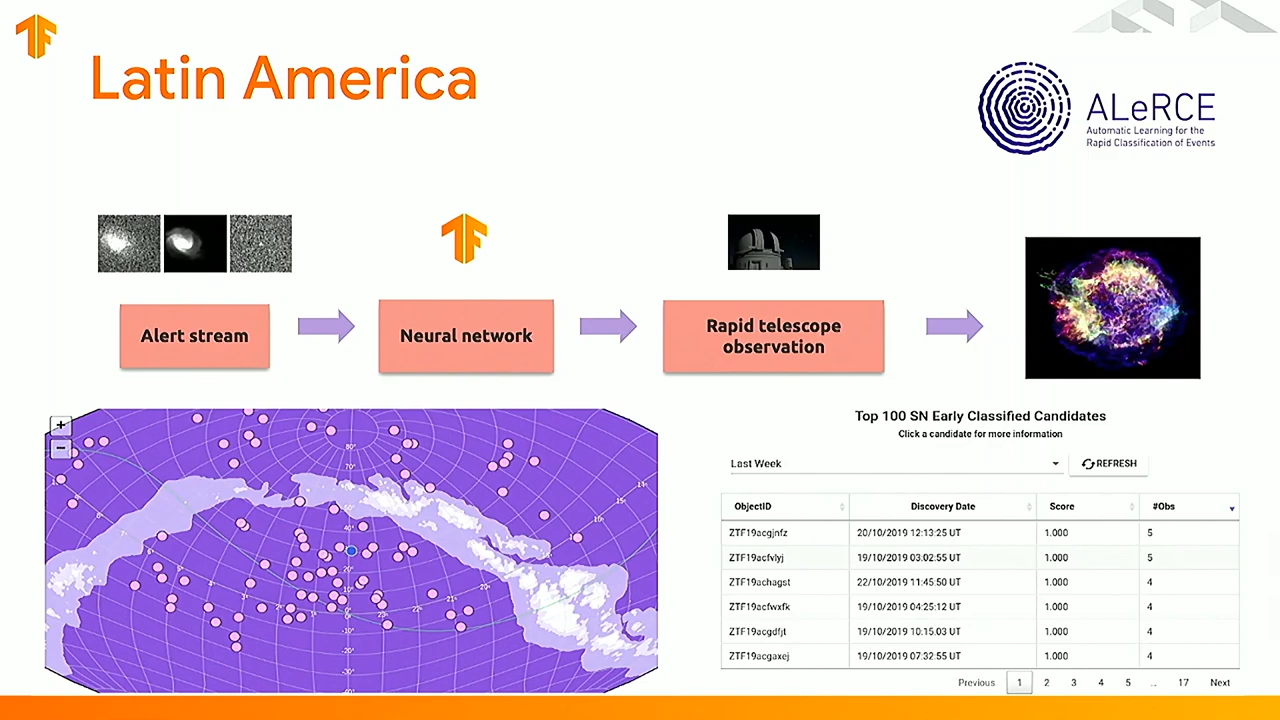 Latin America
ALeRCE
Automatic Learning for the
Rapid Classification of Events
Alert stream
Neural network
Rapid telescope
observation
+
−
80°
70°
Top 100 SN Early Classified Candidates
Click a candidate for more information
Last Week
REFRESH
ObjectID Discovery Date Score #Obs
ZTF19acgjnfz 20/10/2019 12:13:25 UT 1.000 5
ZTF19acfvlyj 19/10/2019 03:02:55 UT 1.000 5
ZTF19achagst 22/10/2019 11:45:50 UT 1.000 4
ZTF19acfwxfk 19/10/2019 04:25:12 UT 1.000 4
ZTF19acgdfjt 19/10/2019 10:15:03 UT 1.000 4
ZTF19acgaxej 19/10/2019 07:32:55 UT 1.000 4
Previous 1 2 3 4 5 ... 17 Next